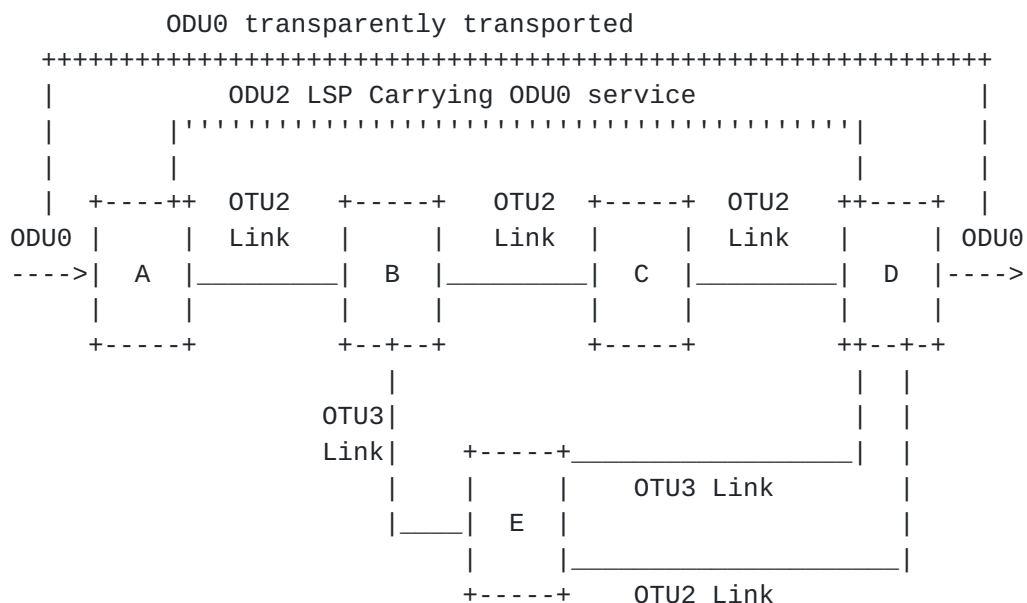 ODU0 transparently transported
ODU2 LSP Carrying ODU0 service
OTU2 OTU2 OTU2
ODU0 Link Link Link ODU0
A B C D
OTU3
Link
OTU3 Link
E
OTU2 Link